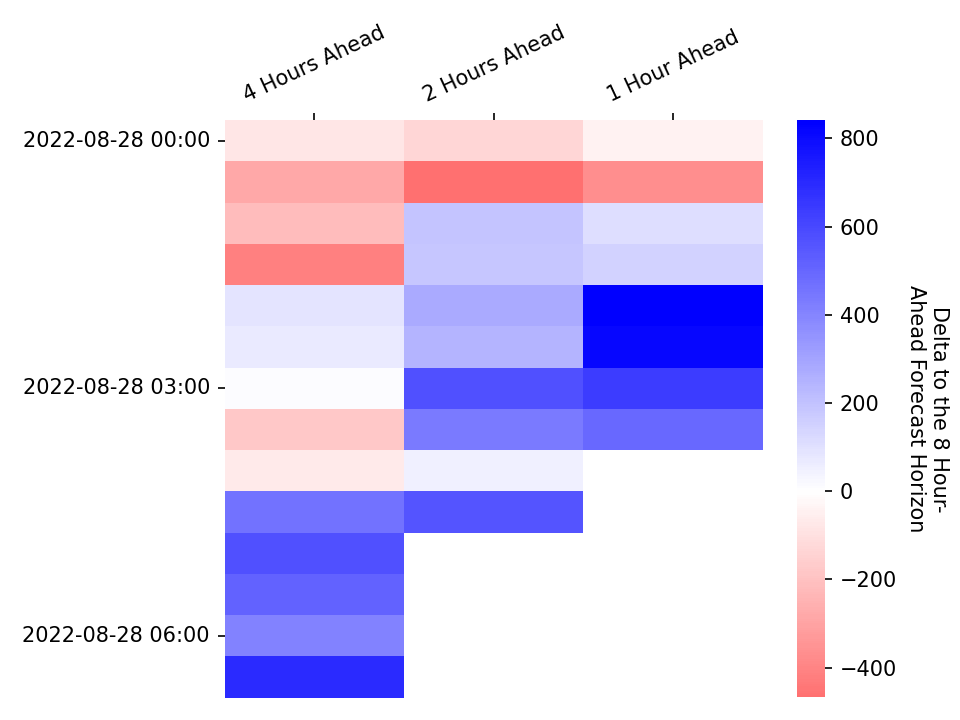 4 Hours Ahead
2 Hours Ahead
1 Hour Ahead
2022-08-28 00:00
2022-08-28 03:00
2022-08-28 06:00
800
600
400
200
0
−200
−400
Delta to the 8 Hour-
Ahead Forecast Horizon